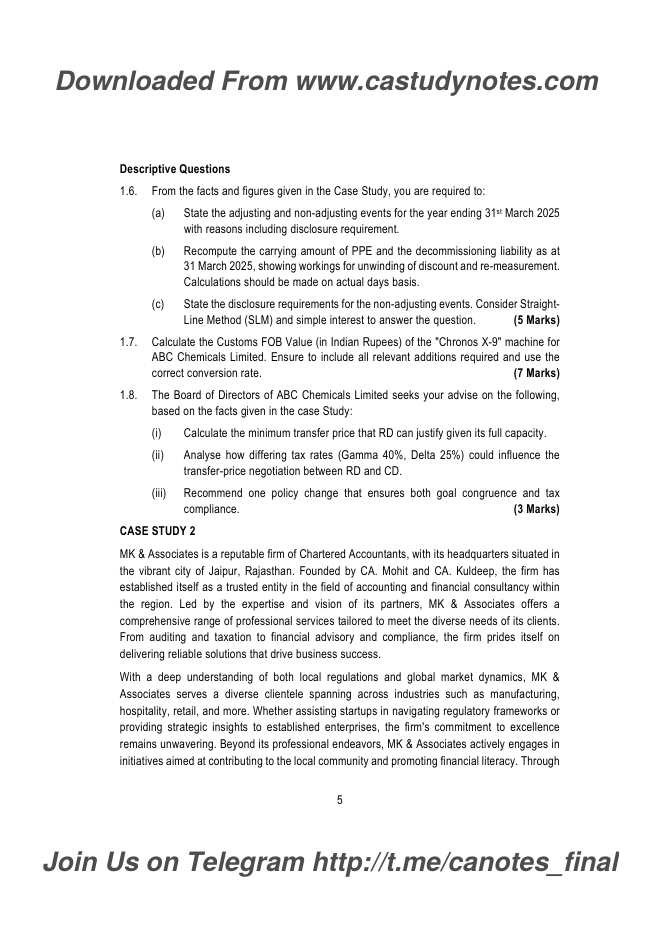 Downloaded From www.castudynotes.com
Descriptive Questions
1.6. From the facts and figures given in the Case Study, you are required to:
(a) State the adjusting and non-adjusting events for the year ending 31st March 2025
with reasons including disclosure requirement.
(b) Recompute the carrying amount of PPE and the decommissioning liability as at
31 March 2025, showing workings for unwinding of discount and re-measurement.
Calculations should be made on actual days basis.
(c) State the disclosure requirements for the non-adjusting events. Consider Straight-
Line Method (SLM) and simple interest to answer the question. (5 Marks)
1.7. Calculate the Customs FOB Value (in Indian Rupees) of the "Chronos X-9" machine for
ABC Chemicals Limited. Ensure to include all relevant additions required and use the
correct conversion rate. (7 Marks)
1.8. The Board of Directors of ABC Chemicals Limited seeks your advise on the following,
based on the facts given in the case Study:
(i) Calculate the minimum transfer price that RD can justify given its full capacity.
(ii) Analyse how differing tax rates (Gamma 40%, Delta 25%) could influence the
transfer-price negotiation between RD and CD.
(iii) Recommend one policy change that ensures both goal congruence and tax
compliance. (3 Marks)
CASE STUDY 2
MK & Associates is a reputable firm of Chartered Accountants, with its headquarters situated in
the vibrant city of Jaipur, Rajasthan. Founded by CA. Mohit and CA. Kuldeep, the firm has
established itself as a trusted entity in the field of accounting and financial consultancy within
the region. Led by the expertise and vision of its partners, MK & Associates offers a
comprehensive range of professional services tailored to meet the diverse needs of its clients.
From auditing and taxation to financial advisory and compliance, the firm prides itself on
delivering reliable solutions that drive business success.
With a deep understanding of both local regulations and global market dynamics, MK &
Associates serves a diverse clientele spanning across industries such as manufacturing,
hospitality, retail, and more. Whether assisting startups in navigating regulatory frameworks or
providing strategic insights to established enterprises, the firm's commitment to excellence
remains unwavering. Beyond its professional endeavors, MK & Associates actively engages in
initiatives aimed at contributing to the local community and promoting financial literacy. Through
5
Join Us on Telegram http://t.me/canotes_final